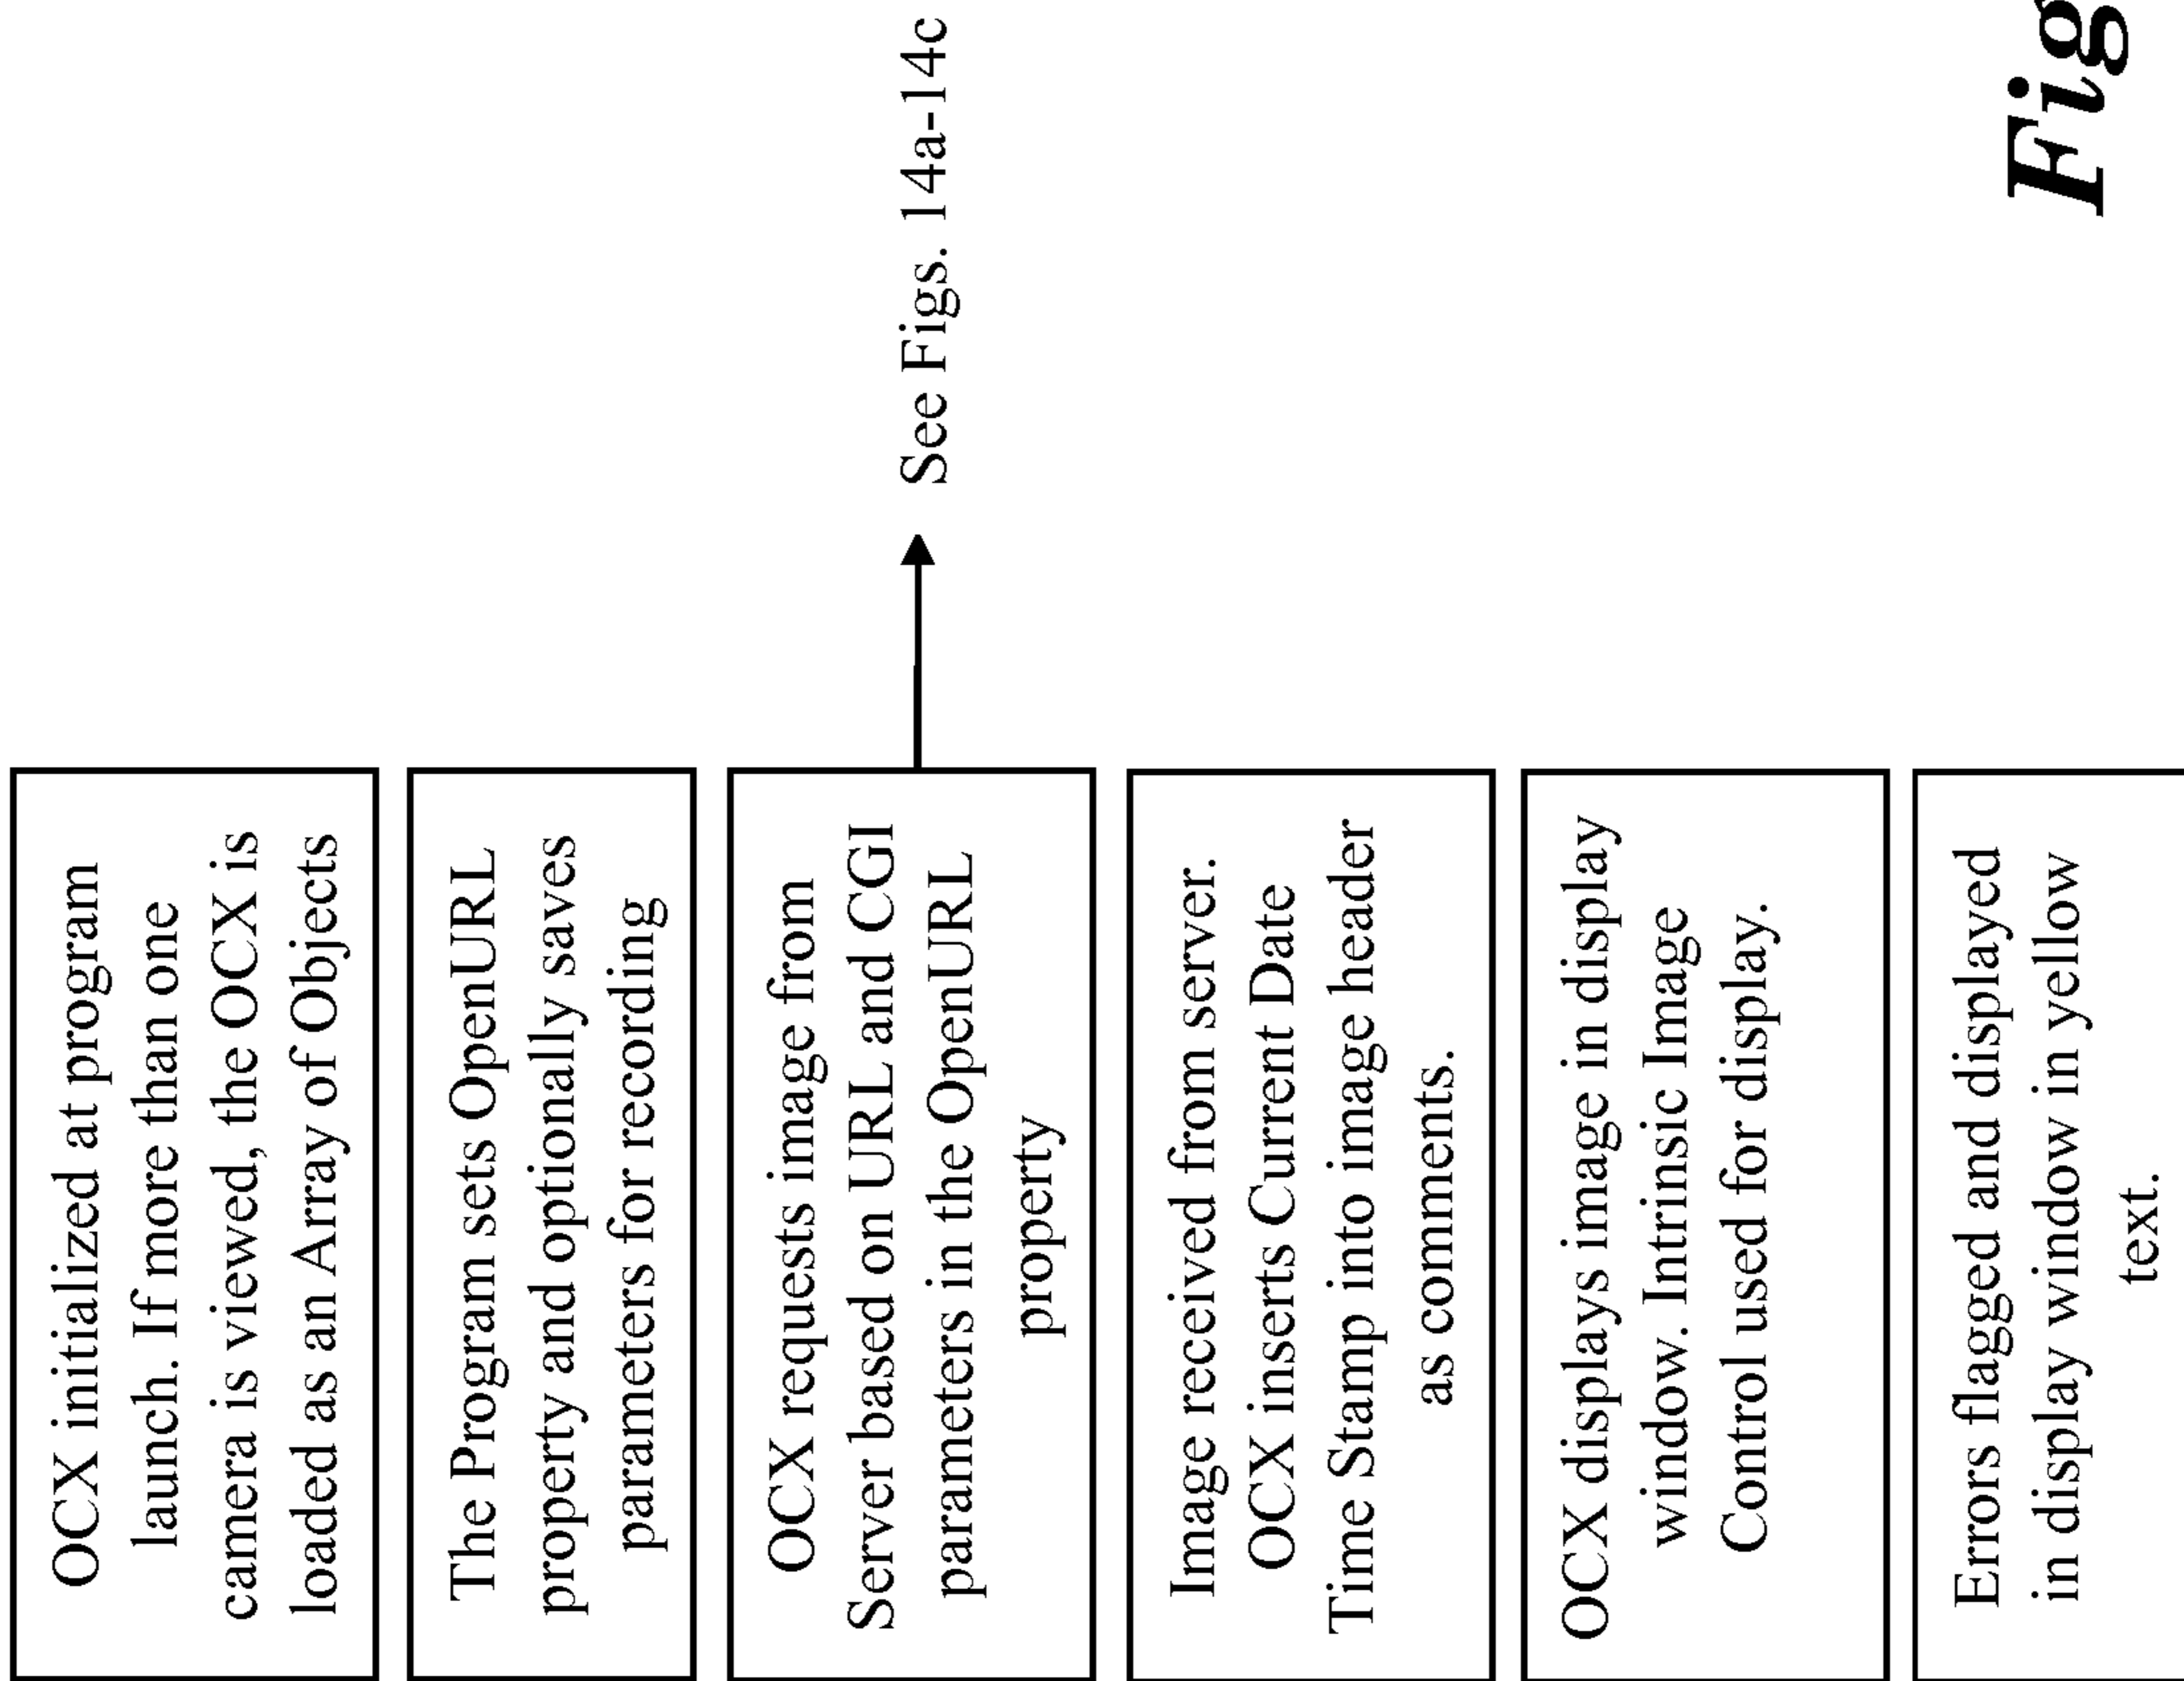 OCX initialized at program
launch. If more than one
camera is viewed, the OCX is
loaded as an Array of Objects
The Program sets OpenURL
property and optionally saves
parameters for recording
OCX requests image from
Server based on URL and CGI
parameters in the OpenURL
property
See Figs. 14a-14c
Image received from server.
OCX inserts Current Date
Time Stamp into image header
as comments.
OCX displays image in display
window. Intrinsic Image
Control used for display.
Errors flagged and displayed
in display window in yellow
text.
Fig